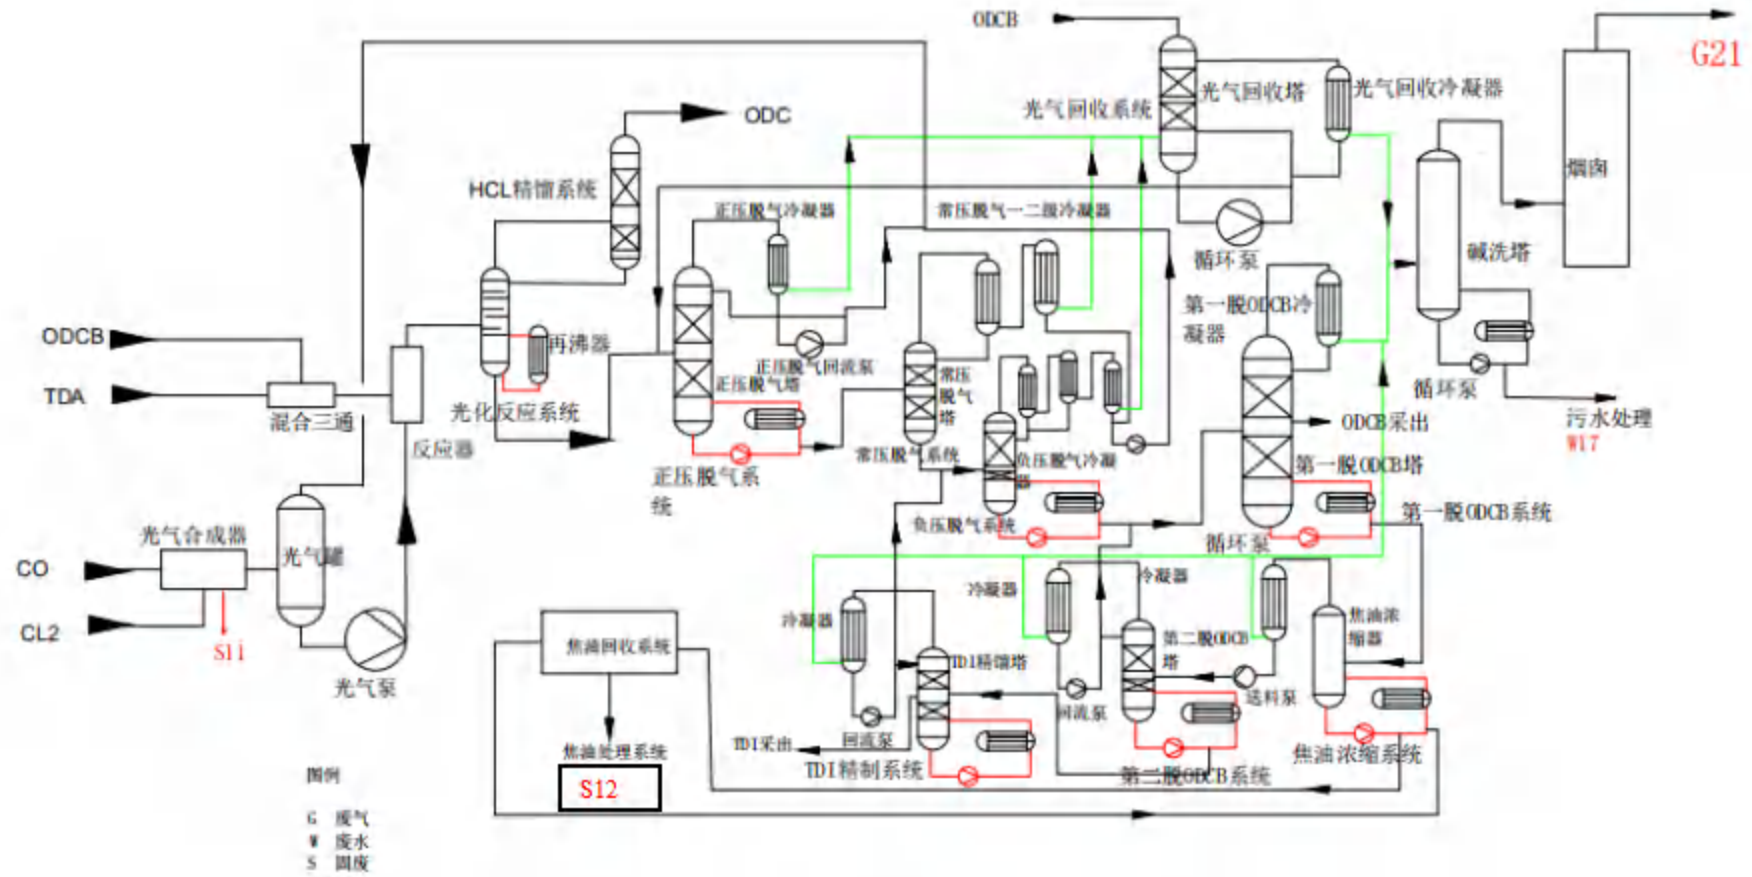 ODCB
G21
光气回收塔
光气回收冷凝器
光气回收系统
ODC
烟囱
HCL精馏系统
正压脱气冷凝器
常压脱气一二级冷凝器
循环泵
碱洗塔
第一脱ODCB冷
凝器
ODCB
再沸器
正压脱气回流泵
常压
脱气
塔
正压脱气塔
循环泵
TDA
混合三通
光化反应系统
ODCB采出
污水处理
W17
反应器
常压脱气系统
负压脱气冷凝
器
第一脱ODCB塔
正压脱气系
统
第一脱ODCB系统
光气合成器
光气罐
负压脱气系统
循环泵
CO
冷凝器
冷凝器
CL2
S11
冷凝器
焦油浓
缩器
焦油回收系统
第二脱ODCB
塔
TDI精馏塔
光气泵
回流泵
送料泵
TDI采出
回流泵
焦油处理系统
TDI精制系统
第二脱ODCB系统
焦油浓缩系统
S12
图例
G 废气
W 废水
S 固废